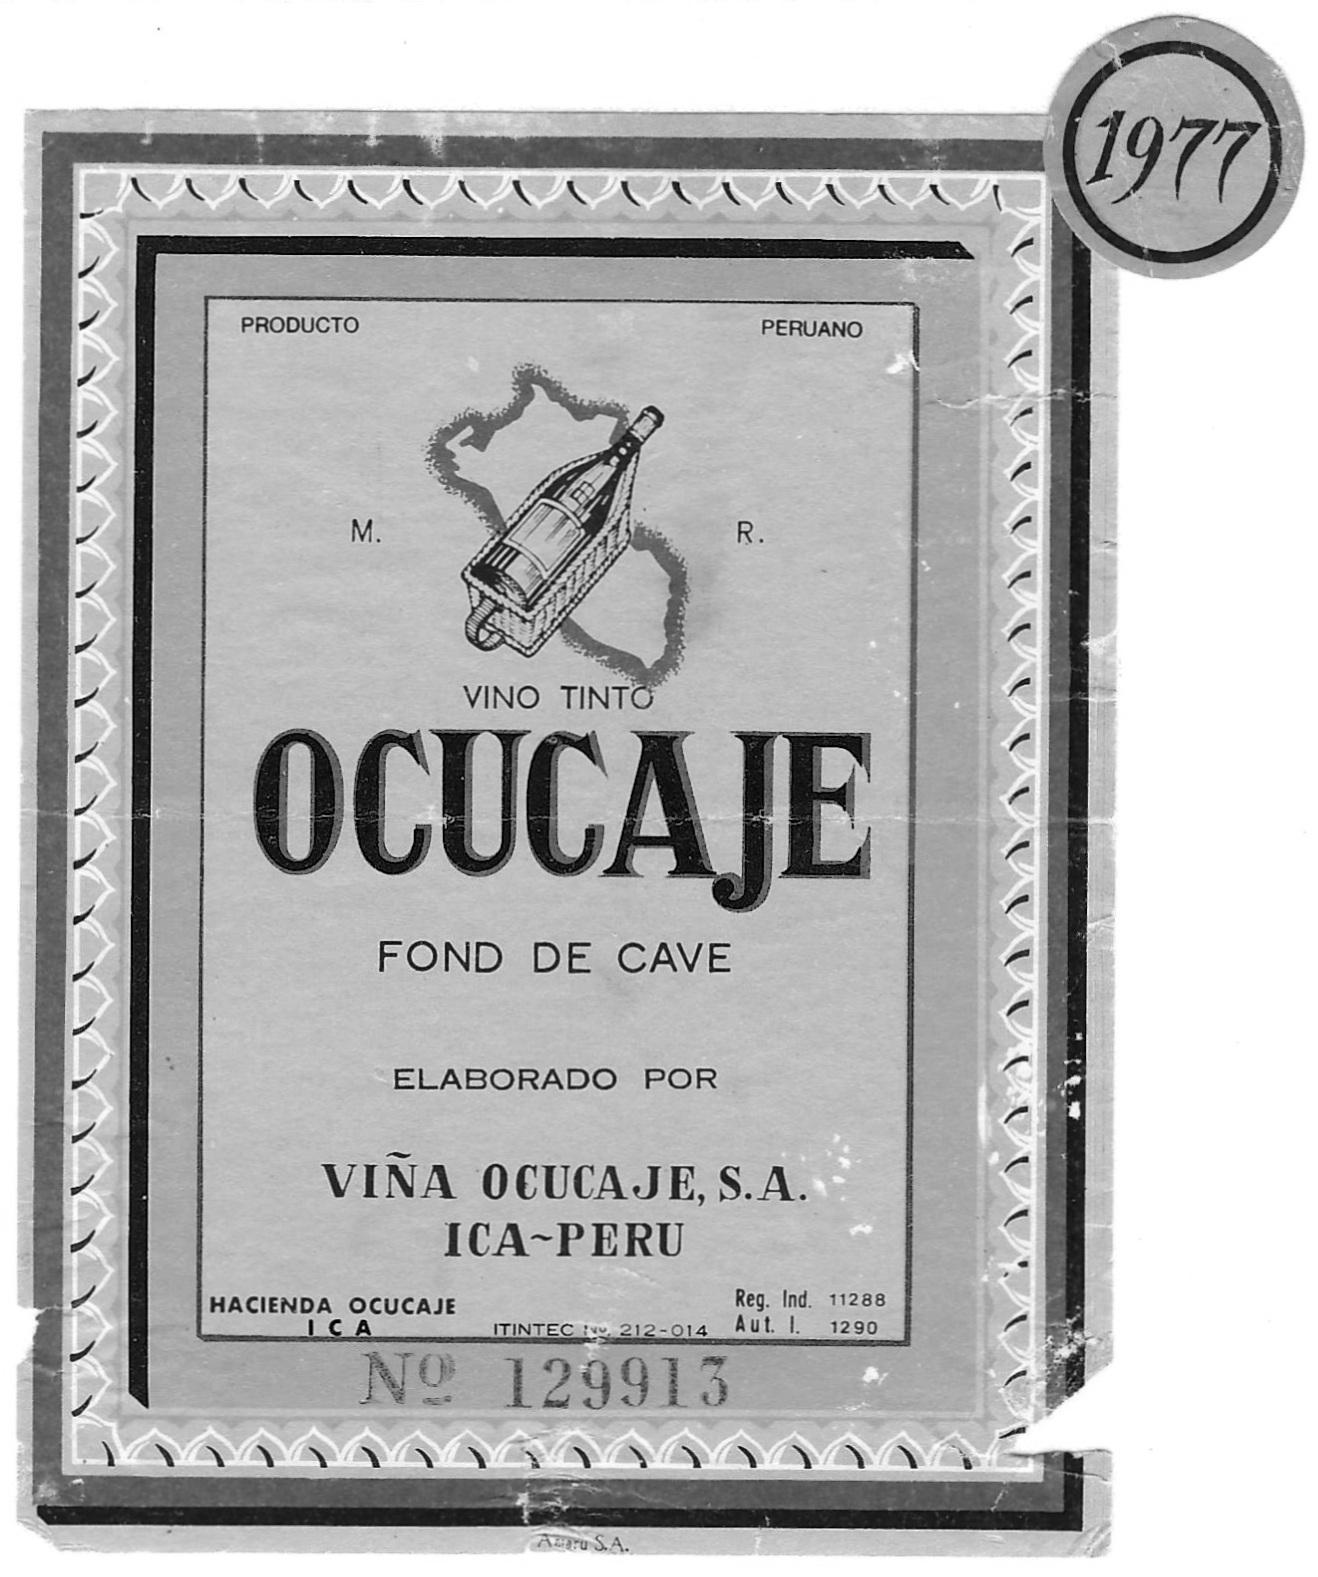 1977
PRODUCTO PERUANO
M. R.
VINO TINTO
OCUCAJE
FOND DE CAVE
ELABORADO POR
VIÑA OCUCAJE, S.A.
ICA~PERU
HACIENDA OCUCAJE
ICA
ITINTEC No. 212-014
Reg. Ind. 11288
Aut. I. 1290
Nº 129913
S.A.